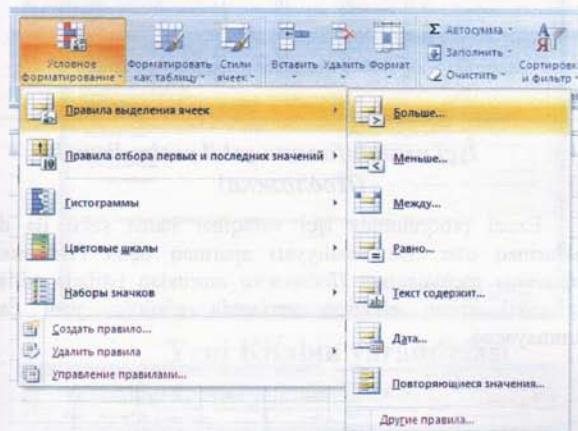 Условное форматирование
Форматировать как таблицу
Стили ячеек
Вставить
Удалить
Формат
Σ Автосумма
Заполнить
Очистить
Сортировка и фильтр
Правила выделения ячеек
Правила отбора первых и последних значений
Гистограммы
Цветовые шкалы
Наборы значков
Создать правило...
Удалить правила
Управление правилами...
Больше...
Меньше...
Между...
Равно...
Текст содержит...
Дата...
Повторяющиеся значения...
Другие правила...